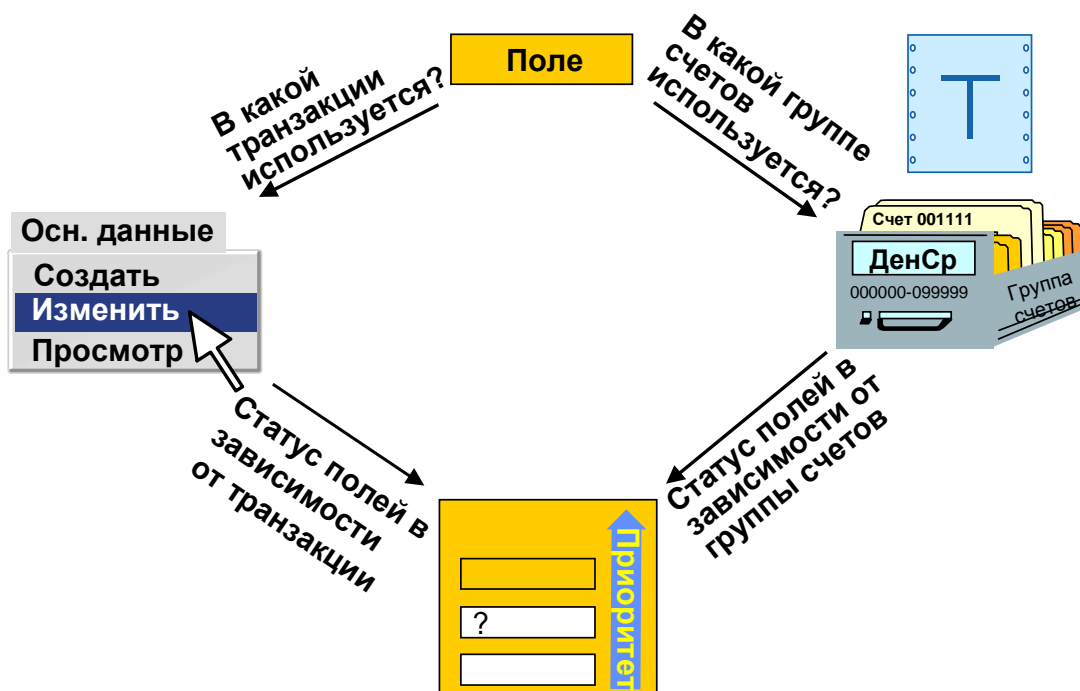 Поле
В какой
транзакции
используется?
В какой группе
счетов
используется?
T
Осн. данные
Создать
Изменить
Просмотр
Счет 001111
ДенСр
000000-099999
Группа
счетов
Статус полей в
зависимости
от транзакции
Статус полей в
зависимости от
группы счетов
Приоритет
?